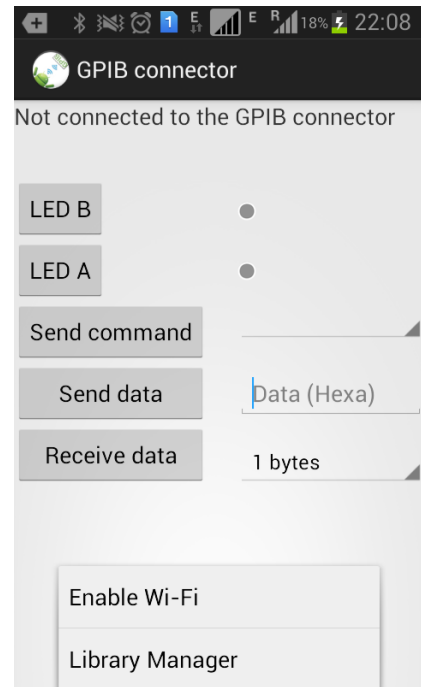 1 E E R 18% 22:08
GPIB connector
Not connected to the GPIB connector
LED B
LED A
Send command
Send data Data (Hexa)
Receive data 1 bytes
Enable Wi-Fi
Library Manager